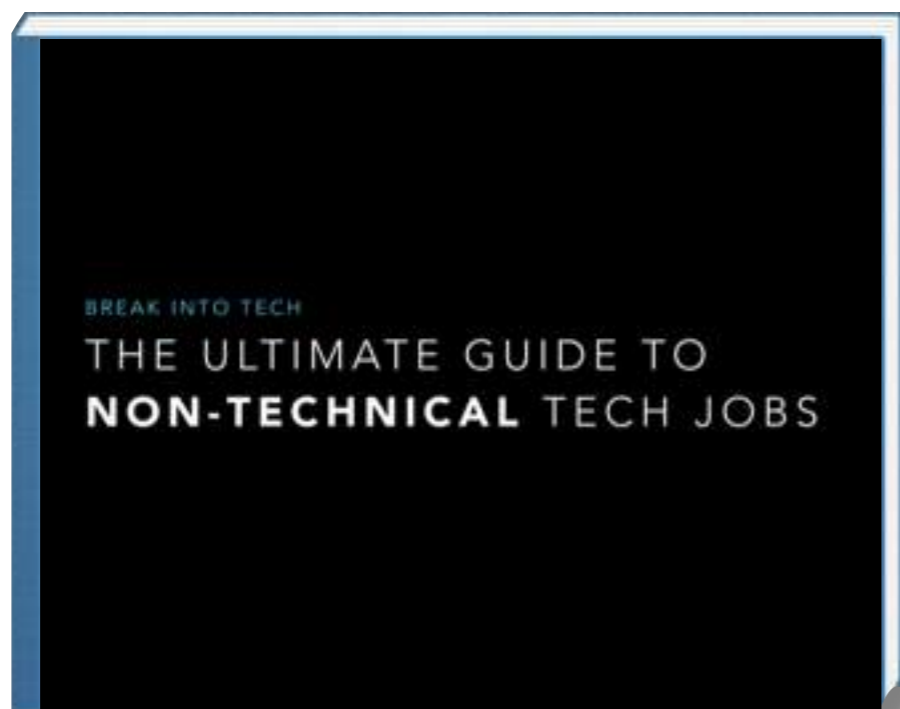 BREAK INTO TECH
THE ULTIMATE GUIDE TO
NON-TECHNICAL TECH JOBS